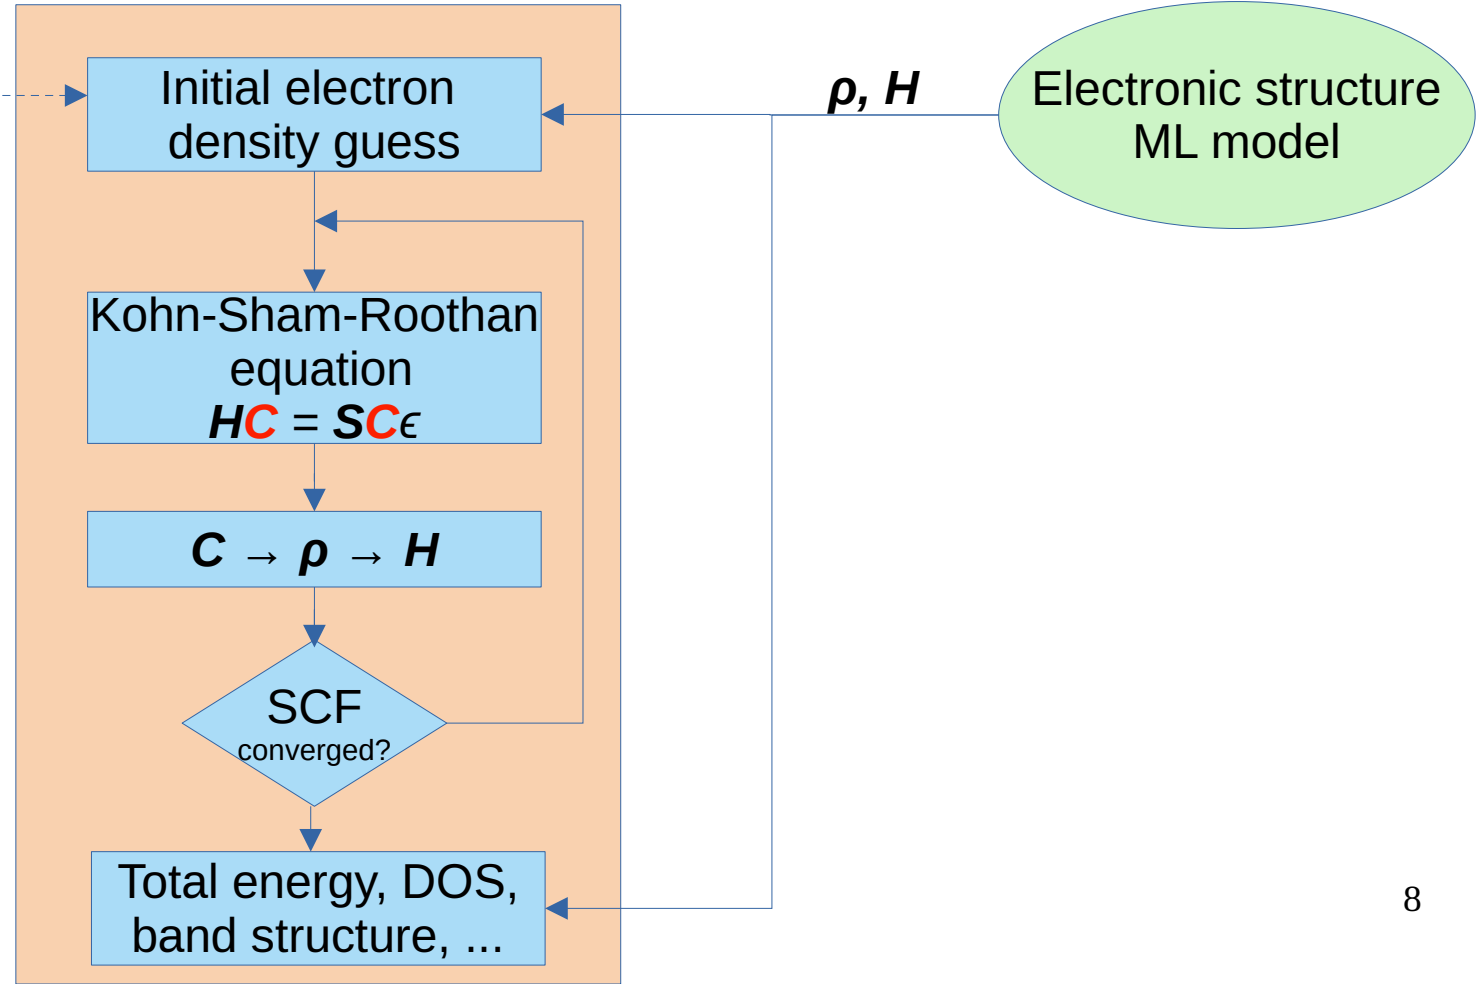 Initial electron
density guess
ρ, H
Electronic structure
ML model
Kohn-Sham-Roothan
equation
HC = SCϵ
C → ρ → H
SCF
converged?
Total energy, DOS,
band structure, ...
8